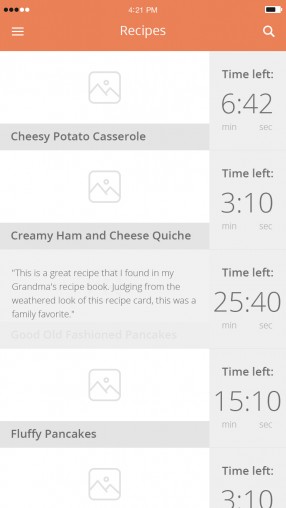 4:21 PM
Recipes
Time left:
6:42
min sec
Cheesy Potato Casserole
Time left:
3:10
min sec
Creamy Ham and Cheese Quiche
"This is a great recipe that I found in my
Grandma's recipe book. Judging from the
weathered look of this recipe card, this was a
family favorite."
Good Old Fashioned Pancakes
Time left:
25:40
min sec
Time left:
15:10
min sec
Fluffy Pancakes
Time left:
3:10